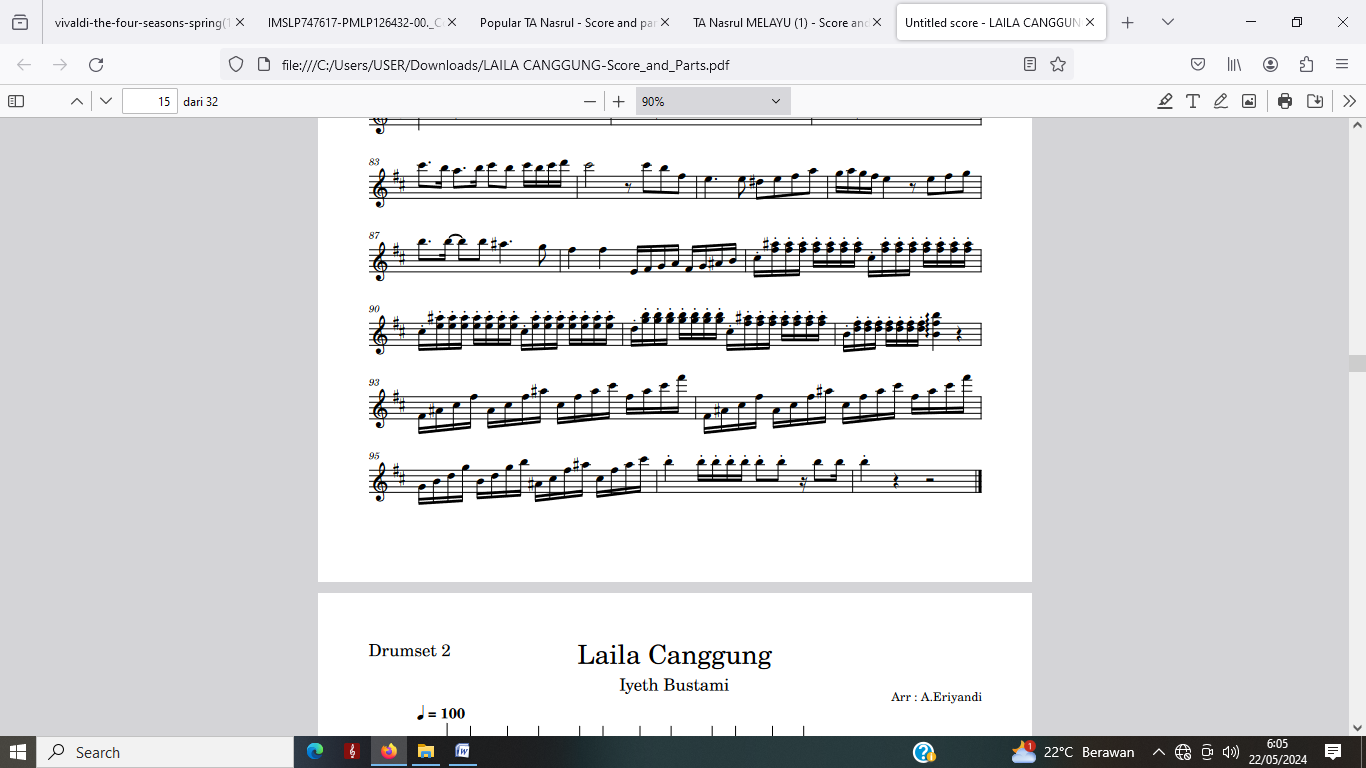 vivaldi-the-four-seasons-spring(1
IMSLP747617-PMLP126432-00._C
Popular TA Nasrul - Score and pa
TA Nasrul MELAYU (1) - Score and
Untitled score - LAILA CANGGUN
file:///C:/Users/USER/Downloads/LAILA CANGGUNG-Score_and_Parts.pdf
15 dari 32
90%
83
87
90
93
95
Drumset 2
Laila Canggung
Iyeth Bustami
Arr : A.Eriyandi
= 100
Search
1
22°C Berawan
6:05
22/05/2024